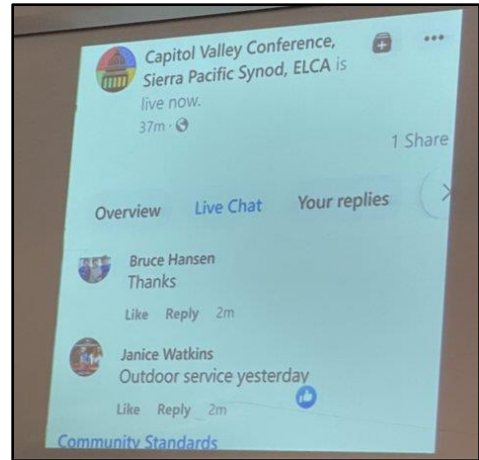 Capitol Valley Conference,
Sierra Pacific Synod, ELCA is
live now.
37m ·
1 Share
Overview Live Chat Your replies
Bruce Hansen
Thanks
Like Reply 2m
Janice Watkins
Outdoor service yesterday
Like Reply 2m
Community Standards